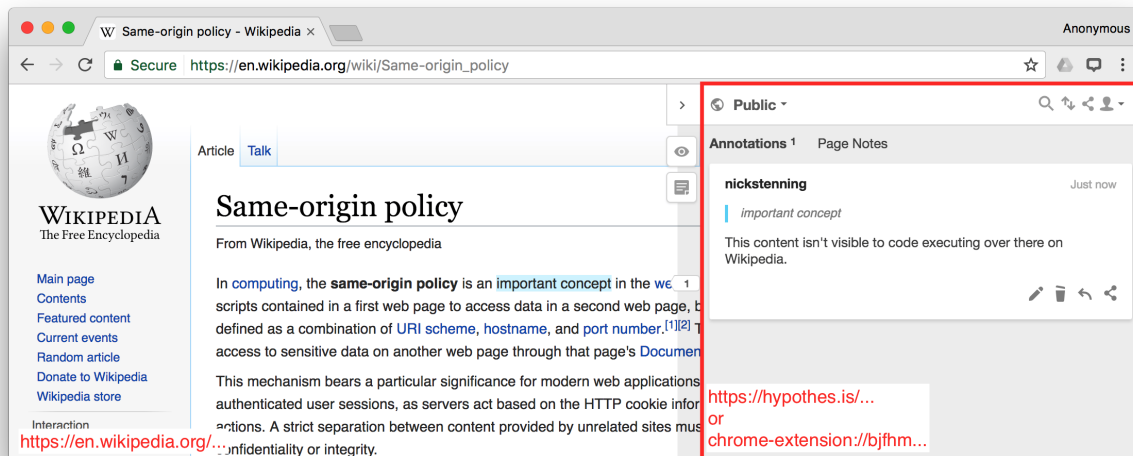 Same-origin policy - Wikipedia
Anonymous
Secure https://en.wikipedia.org/wiki/Same-origin_policy
WIKIPEDIA
The Free Encyclopedia
Main page
Contents
Featured content
Current events
Random article
Donate to Wikipedia
Wikipedia store
Interaction
https://en.wikipedia.org/...
Article Talk
Same-origin policy
From Wikipedia, the free encyclopedia
In computing, the same-origin policy is an important concept in the we
scripts contained in a first web page to access data in a second web page, b
defined as a combination of URI scheme, hostname, and port number.[1][2] T
access to sensitive data on another web page through that page's Documen
This mechanism bears a particular significance for modern web applications
authenticated user sessions, as servers act based on the HTTP cookie infor
actions. A strict separation between content provided by unrelated sites mus
confidentiality or integrity.
1
Public
Annotations 1 Page Notes
nickstenning Just now
important concept
This content isn't visible to code executing over there on
Wikipedia.
https://hypothes.is/...
or
chrome-extension://bjfhm...